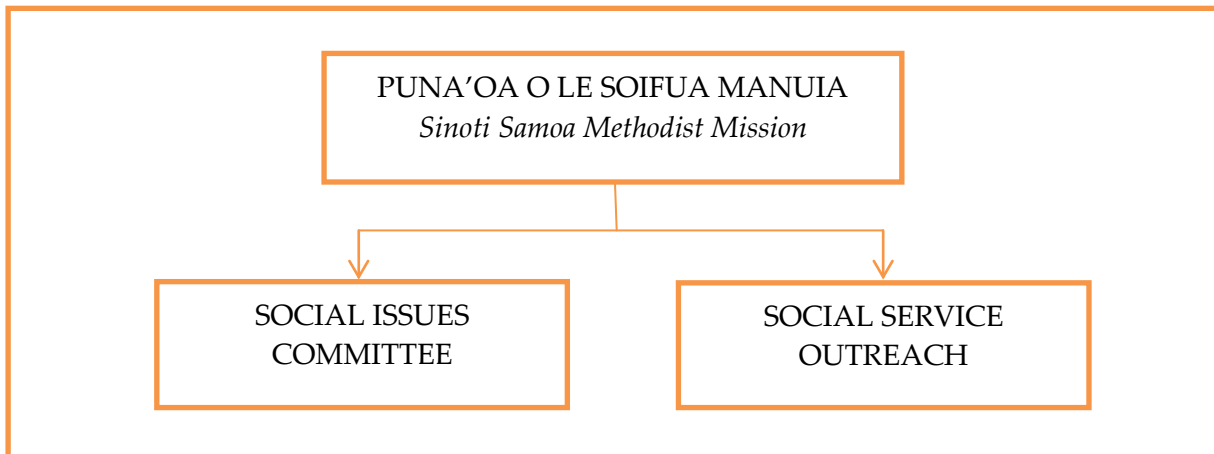 PUNA’OA O LE SOIFUA MANUIA
Sinoti Samoa Methodist Mission
SOCIAL ISSUES
COMMITTEE
SOCIAL SERVICE
OUTREACH